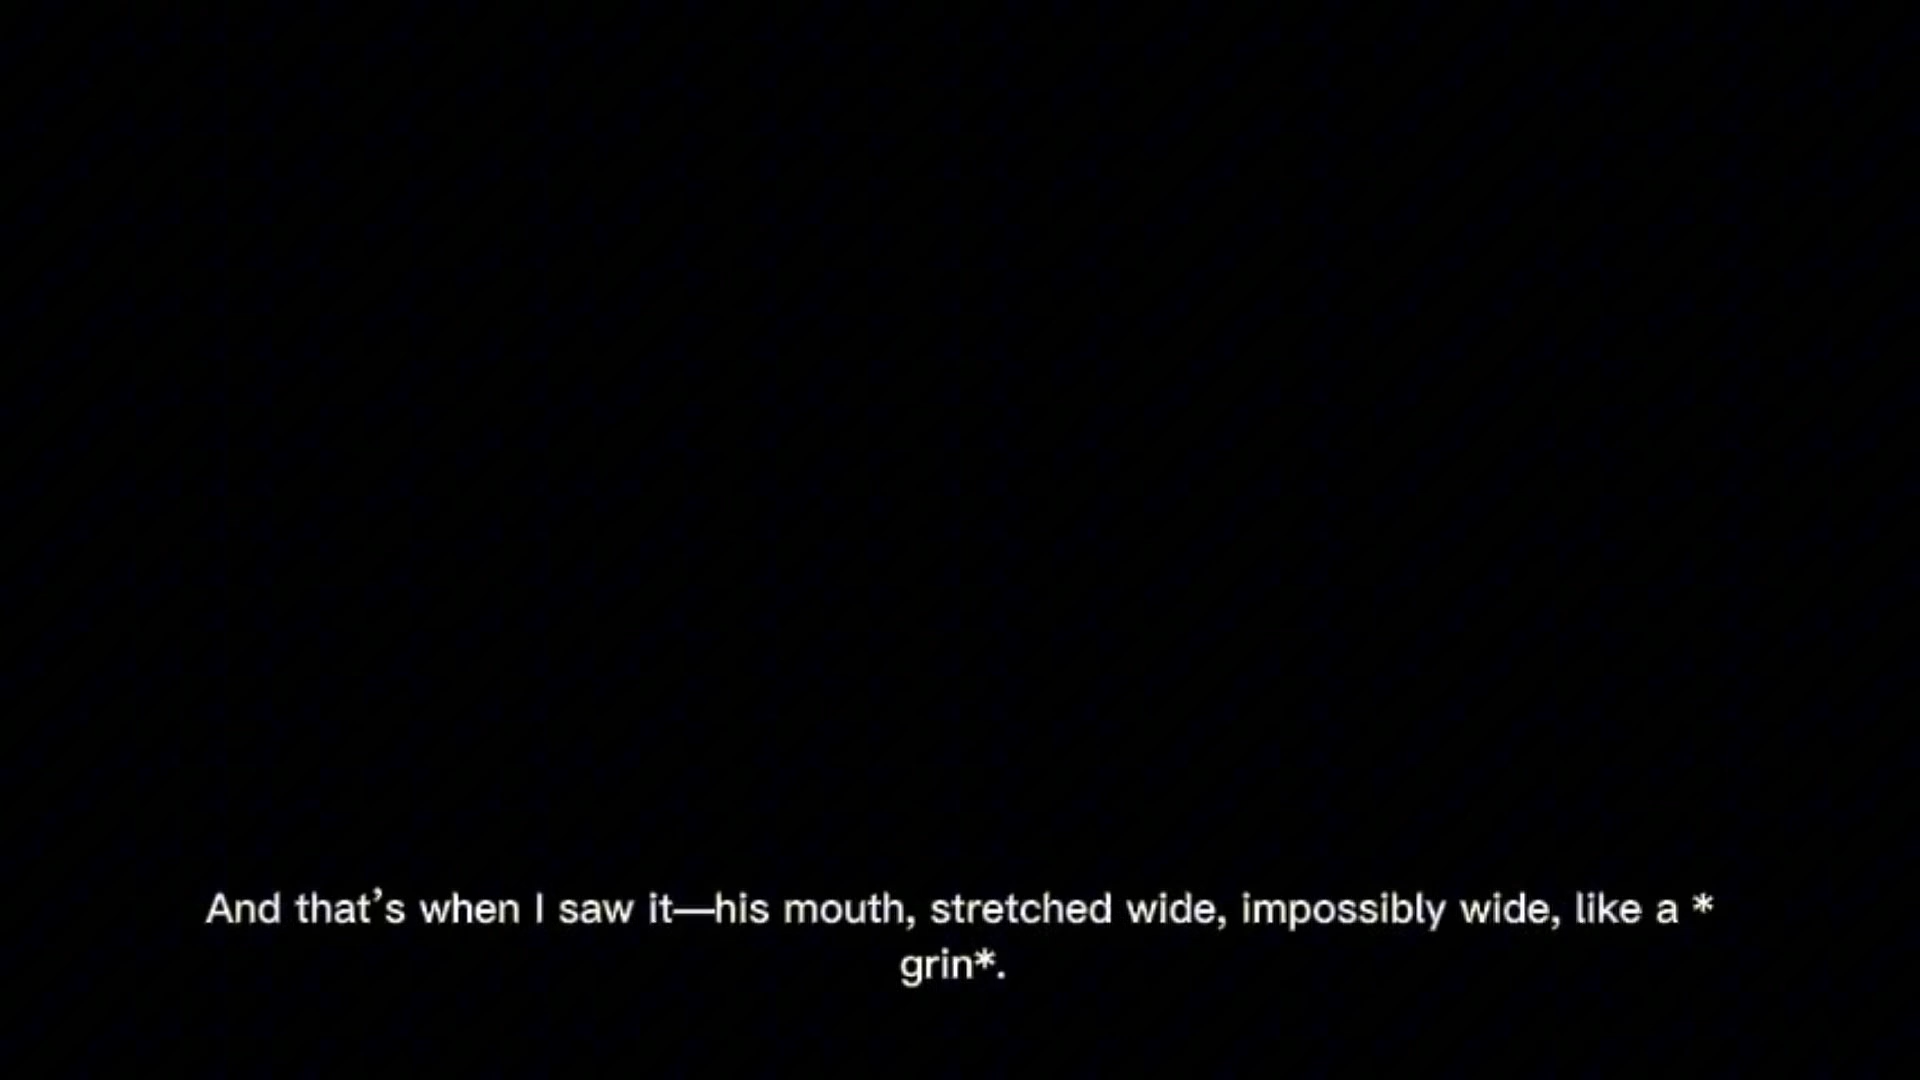 And that’s when I saw it—his mouth, stretched wide, impossibly wide, like a *
grin*.